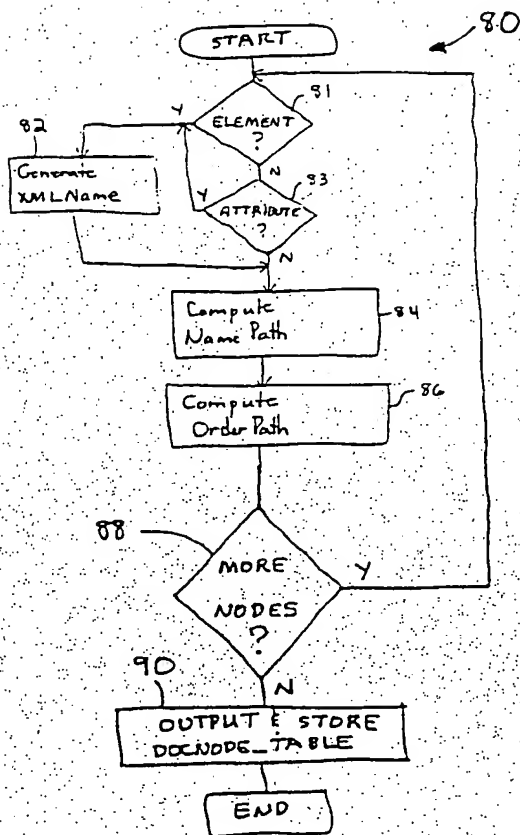 80
START
81
ELEMENT
?
Y
N
82
Generate
XMLName
83
ATTRIBUTE
?
Y
N
Compute
Name Path
84
Compute
Order Path
86
88
MORE
NODES
?
Y
N
90
OUTPUT & STORE
DOCNODE_TABLE
END